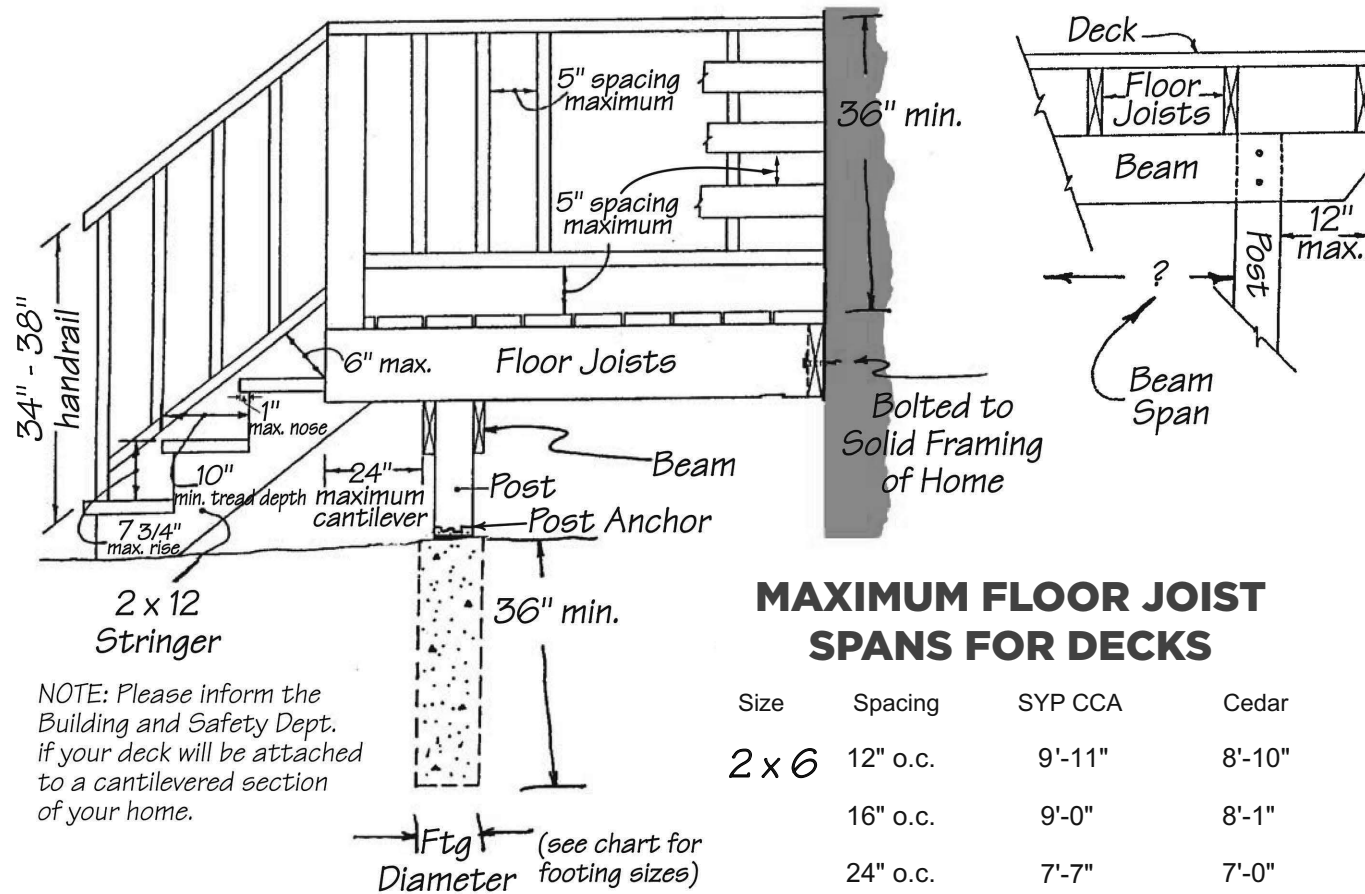 5" spacing
maximum
36" min.
5" spacing
maximum
34" - 38"
handrail
6" max.
Floor Joists
1"
max. nose
10"
min. tread depth
7 3/4"
max. rise
24"
maximum
cantilever
Beam
Post
Post Anchor
Bolted to
Solid Framing
of Home
2 x 12
Stringer
36" min.
NOTE: Please inform the
Building and Safety Dept.
if your deck will be attached
to a cantilevered section
of your home.
Ftg
Diameter
(see chart for
footing sizes)
Deck
Floor
Joists
Beam
Post
12"
max.
?
Beam
Span
MAXIMUM FLOOR JOIST
SPANS FOR DECKS
Size Spacing SYP CCA Cedar
2 x 6 12" o.c. 9'-11" 8'-10"
16" o.c. 9'-0" 8'-1"
24" o.c. 7'-7" 7'-0"